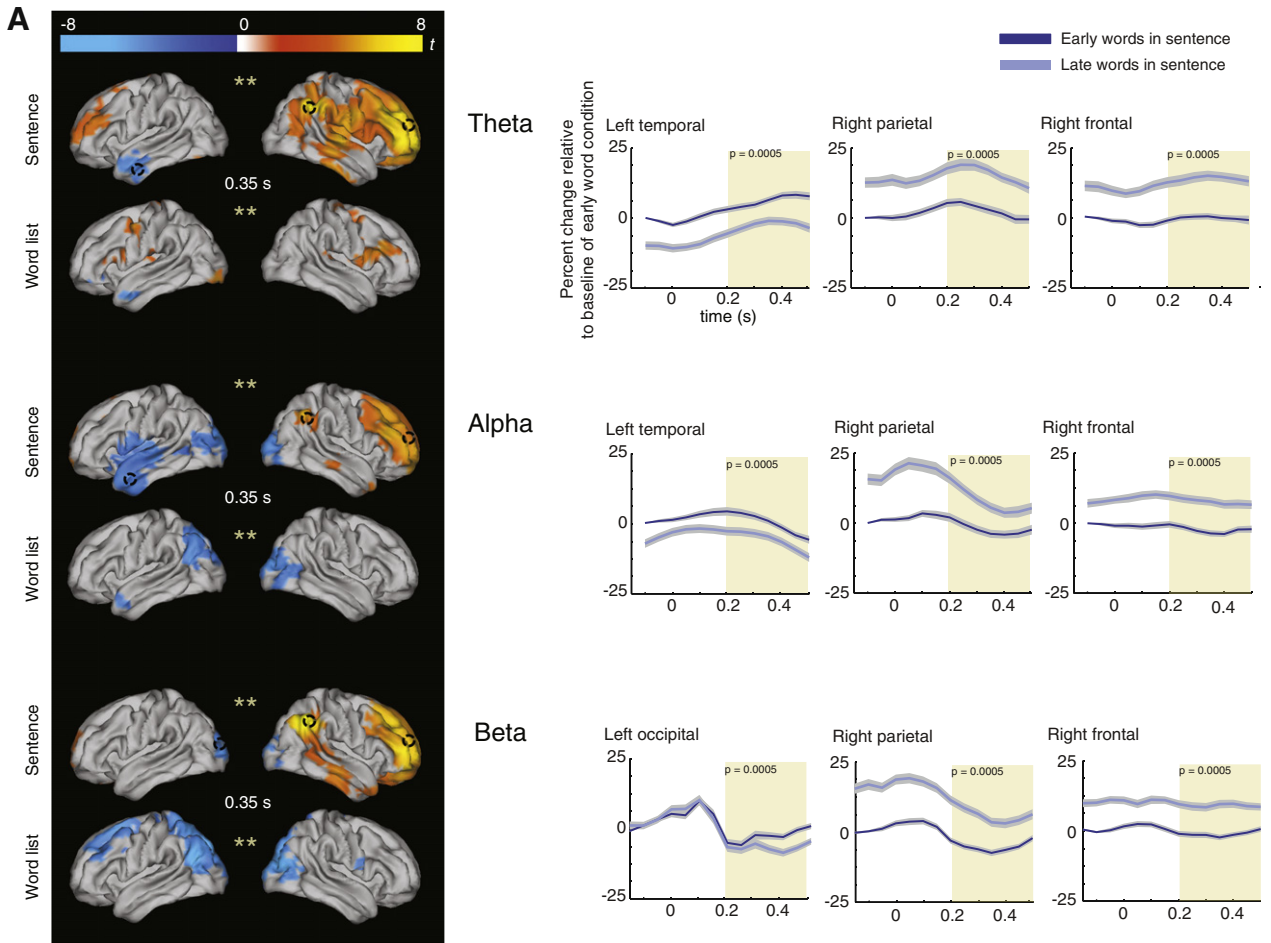 A
-8 0 8
t
Sentence
**
0.35 s
Word list
**
Sentence
**
0.35 s
Word list
**
Sentence
**
0.35 s
Word list
**
Early words in sentence
Late words in sentence
Percent change relative
to baseline of early word condition
Theta
Left temporal
25
0
-25
p = 0.0005
0 0.2 0.4
time (s)
Right parietal
25
0
-25
p = 0.0005
0 0.2 0.4
Right frontal
25
0
-25
p = 0.0005
0 0.2 0.4
Alpha
Left temporal
25
0
-25
p = 0.0005
0 0.2 0.4
Right parietal
25
0
-25
p = 0.0005
0 0.2 0.4
Right frontal
25
0
-25
p = 0.0005
0 0.2 0.4
Beta
Left occipital
25
0
-25
p = 0.0005
0 0.2 0.4
Right parietal
25
0
-25
p = 0.0005
0 0.2 0.4
Right frontal
25
0
-25
p = 0.0005
0 0.2 0.4